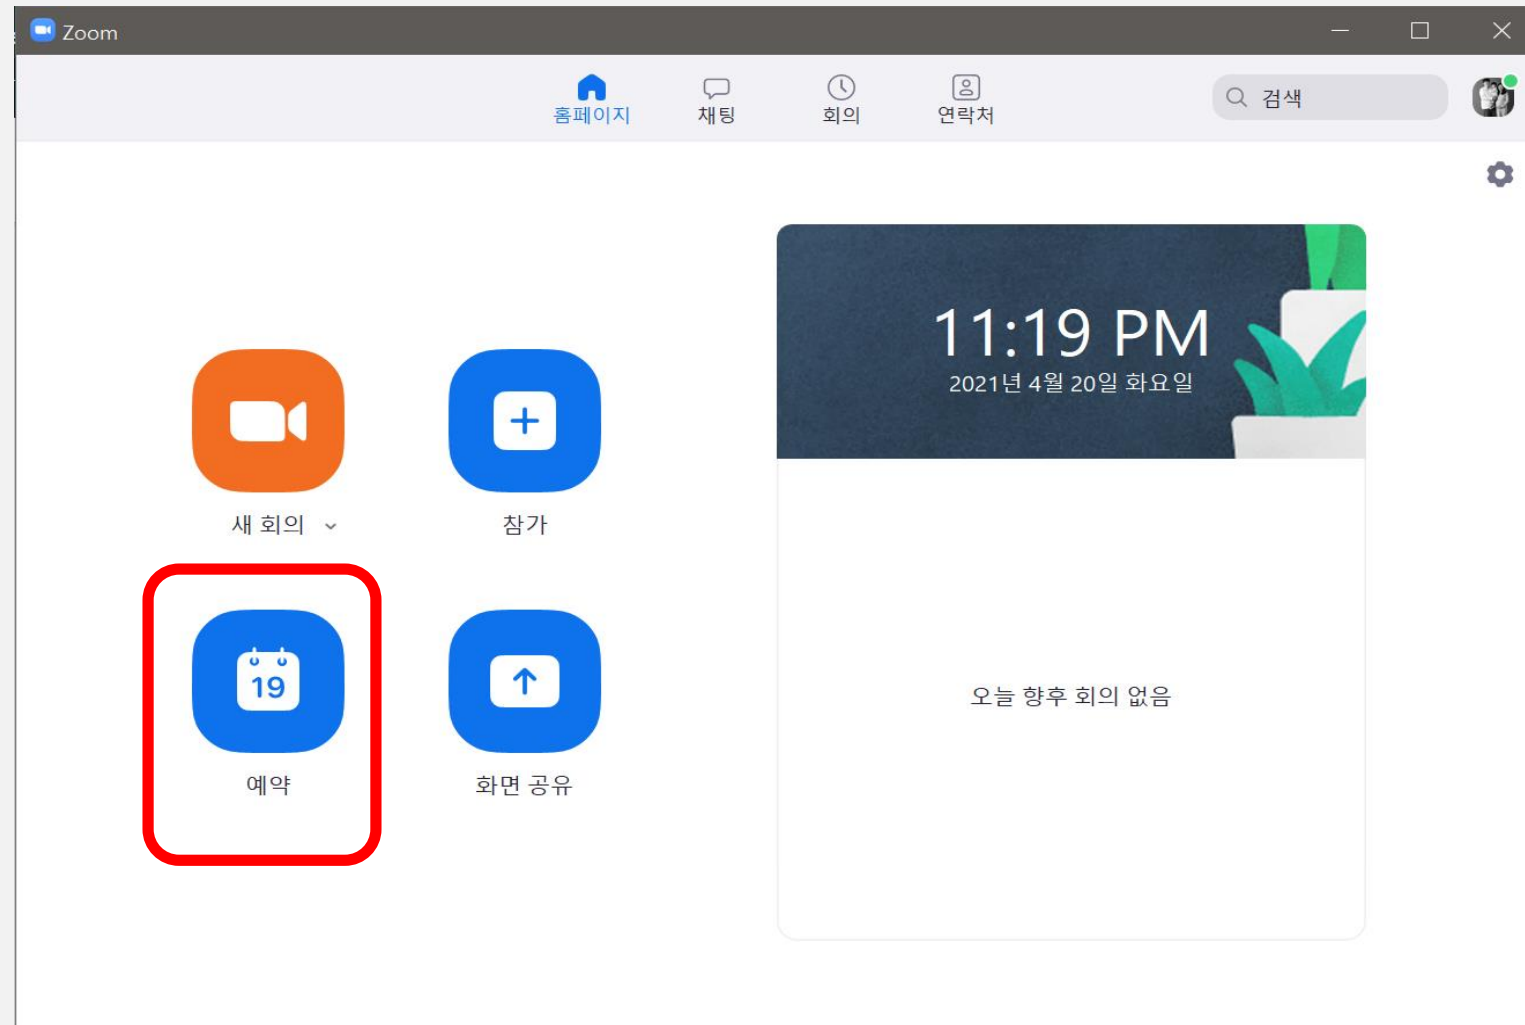 Zoom
홈페이지
채팅
회의
연락처
검색
11:19 PM
2021년 4월 20일 화요일
새 회의
참가
19
예약
화면 공유
오늘 향후 회의 없음